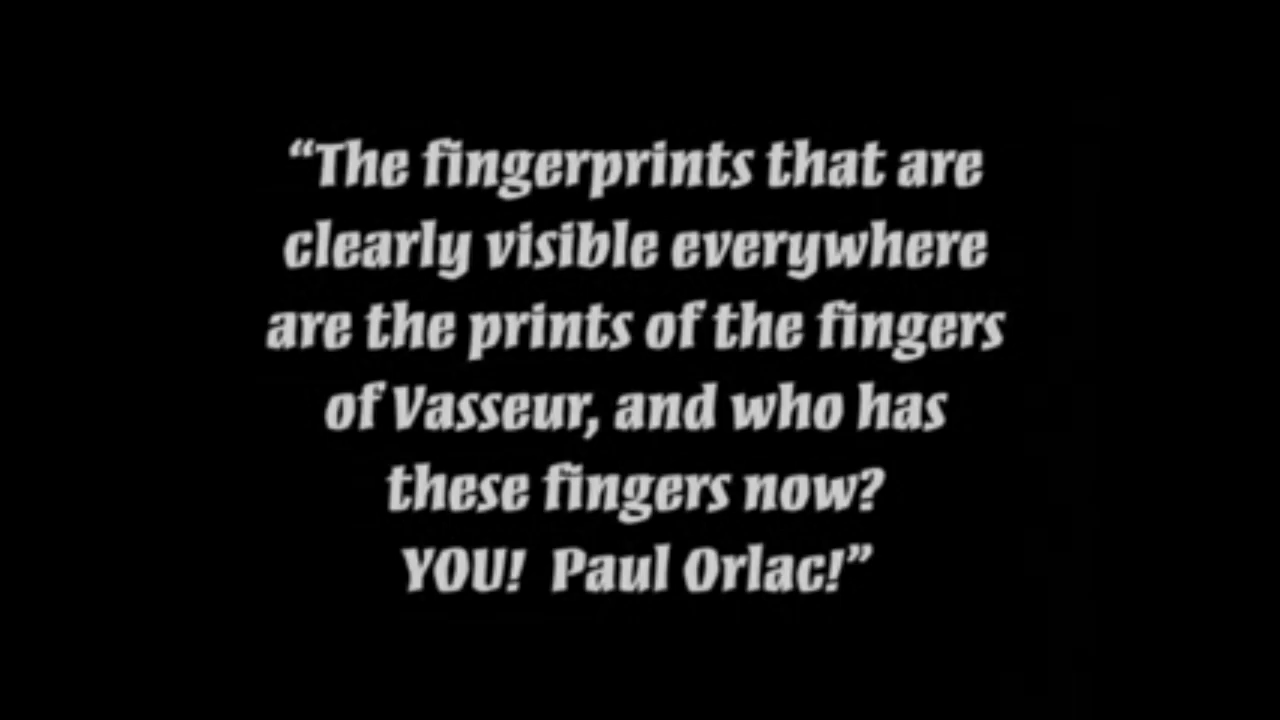 “The fingerprints that are
clearly visible everywhere
are the prints of the fingers
of Vasseur, and who has
these fingers now?
YOU!  Paul Orlac!”